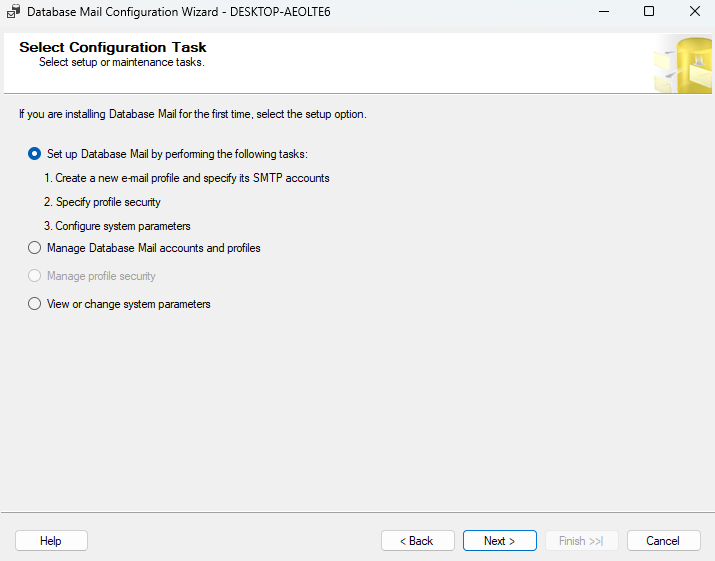 Database Mail Configuration Wizard - DESKTOP-AEOLTE6
Select Configuration Task
Select setup or maintenance tasks.
If you are installing Database Mail for the first time, select the setup option.
Set up Database Mail by performing the following tasks:
1. Create a new e-mail profile and specify its SMTP accounts
2. Specify profile security
3. Configure system parameters
Manage Database Mail accounts and profiles
Manage profile security
View or change system parameters
Help
< Back
Next >
Finish >>|
Cancel